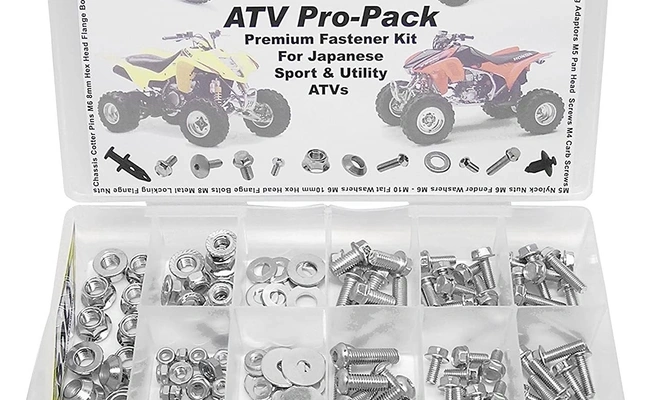 ATV Pro-Pack
Premium Fastener Kit
For Japanese
Sport & Utility
ATVs
Chassis Cotter Pins M6 8mm Hex Head Flange Bo
Adaptors M5 Pan Head Screws M4 Carb Screws
M5 Nylock Nuts M6 Fender Washers M6 - M10 Flat Washers M6 10mm Hex Head Flange Bolts M8 Metal Locking Flange Nuts